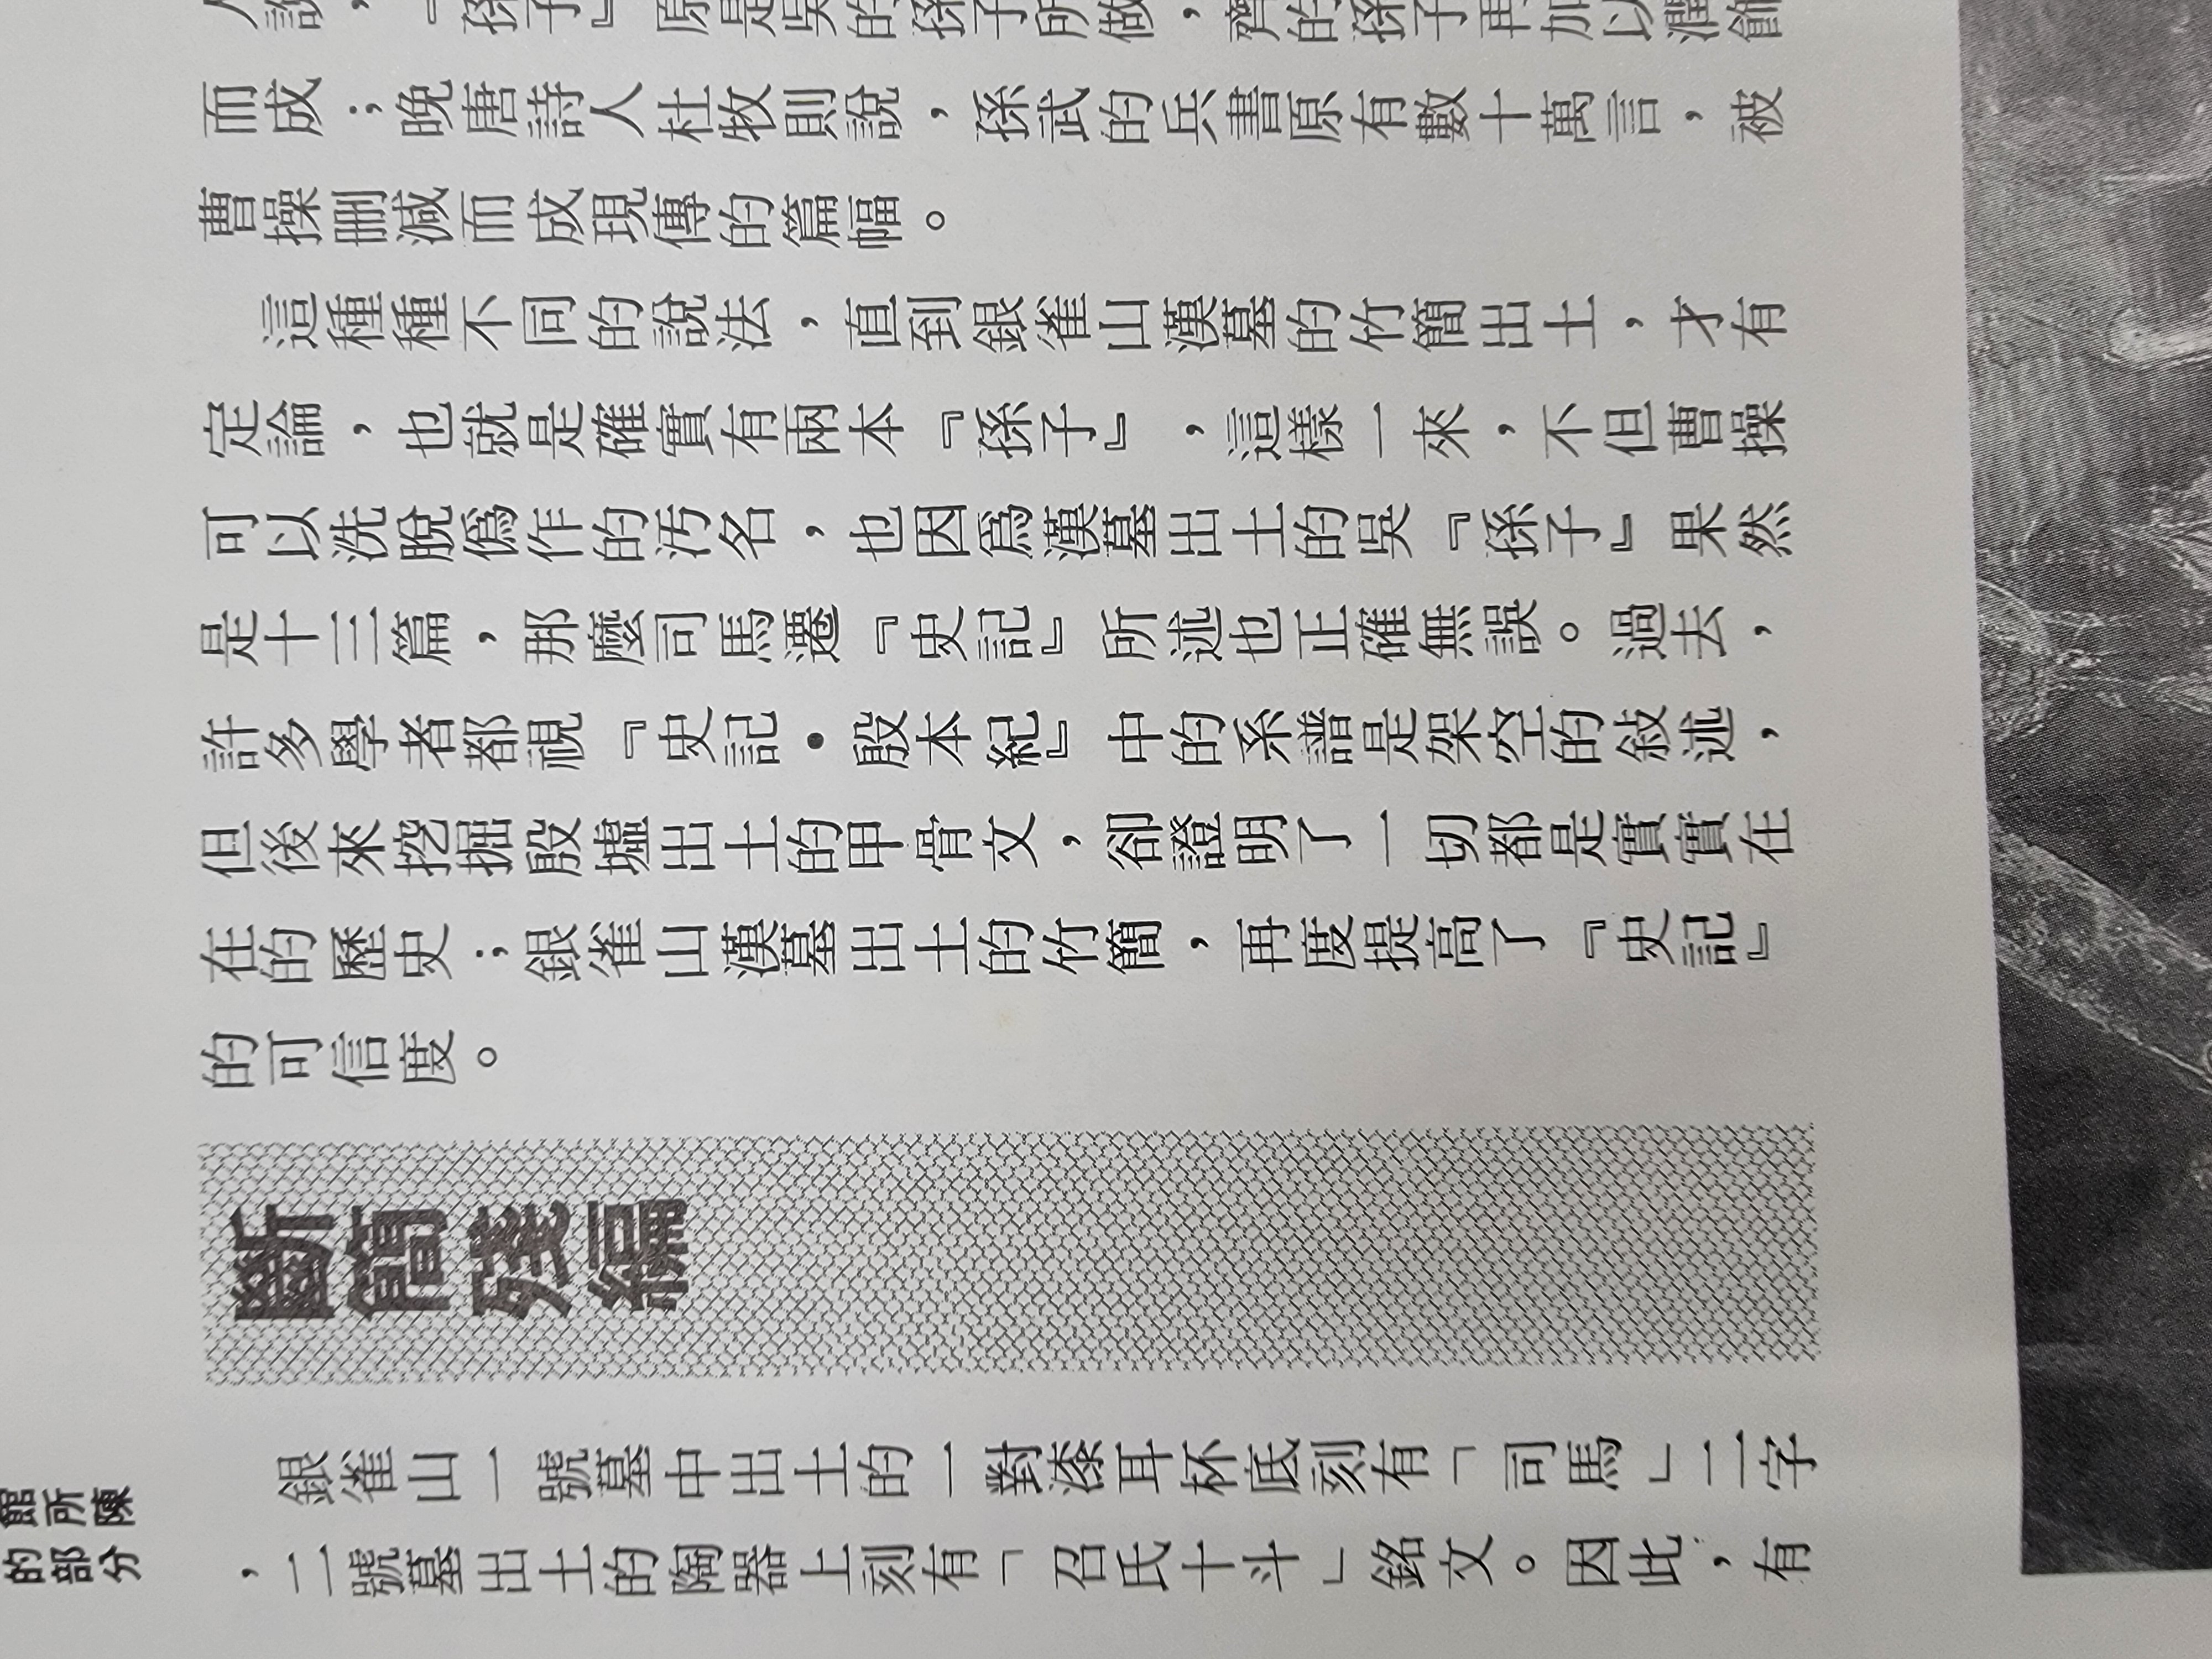 人說，『孫子』原是吳的孫子所做，齊的孫子再加以潤飾
而成；晚唐詩人杜牧則說，孫武的兵書原有數十萬言，被
曹操刪減而成現傳的篇幅。
這種種不同的說法，直到銀雀山漢墓的竹簡出土，才有
定論，也就是確實有兩本『孫子』，這樣一來，不但曹操
可以洗脫僞作的污名，也因爲漢墓出土的吳『孫子』果然
是十三篇，那麼司馬遷『史記』所述也正確無誤。過去，
許多學者都視『史記•殷本紀』中的系譜是架空的敍述，
但後來挖掘殷墟出土的甲骨文，卻證明了一切都是實實在
在的歷史；銀雀山漢墓出土的竹簡，再度提高了『史記』
的可信度。
斷簡殘編
銀雀山一號墓中出土的一對漆耳杯底刻有「司馬」二字
，二號墓出土的陶器上刻有「召氏十斗」銘文。因此，有
館所陳
的部分